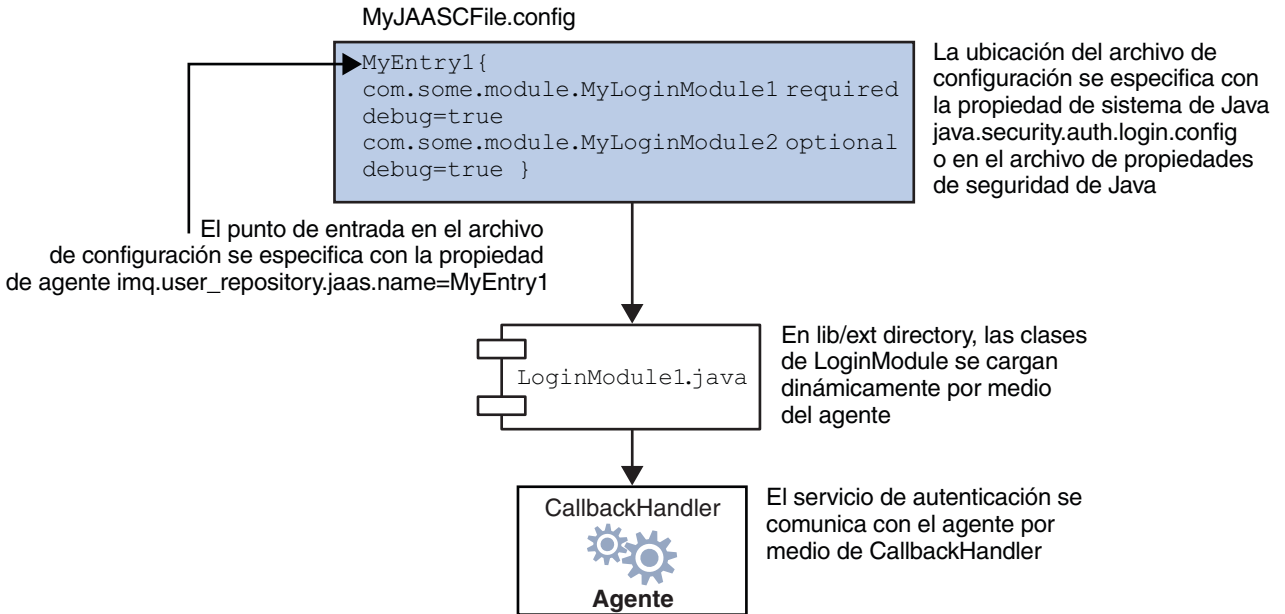 MyJAASCFile.config
MyEntry1{
com.some.module.MyLoginModule1 required
debug=true
com.some.module.MyLoginModule2 optional
debug=true }
La ubicación del archivo de
configuración se especifica con
la propiedad de sistema de Java
java.security.auth.login.config
o en el archivo de propiedades
de seguridad de Java
El punto de entrada en el archivo
de configuración se especifica con la propiedad
de agente imq.user_repository.jaas.name=MyEntry1
LoginModule1.java
En lib/ext directory, las clases
de LoginModule se cargan
dinámicamente por medio
del agente
CallbackHandler
Agente
El servicio de autenticación se
comunica con el agente por
medio de CallbackHandler